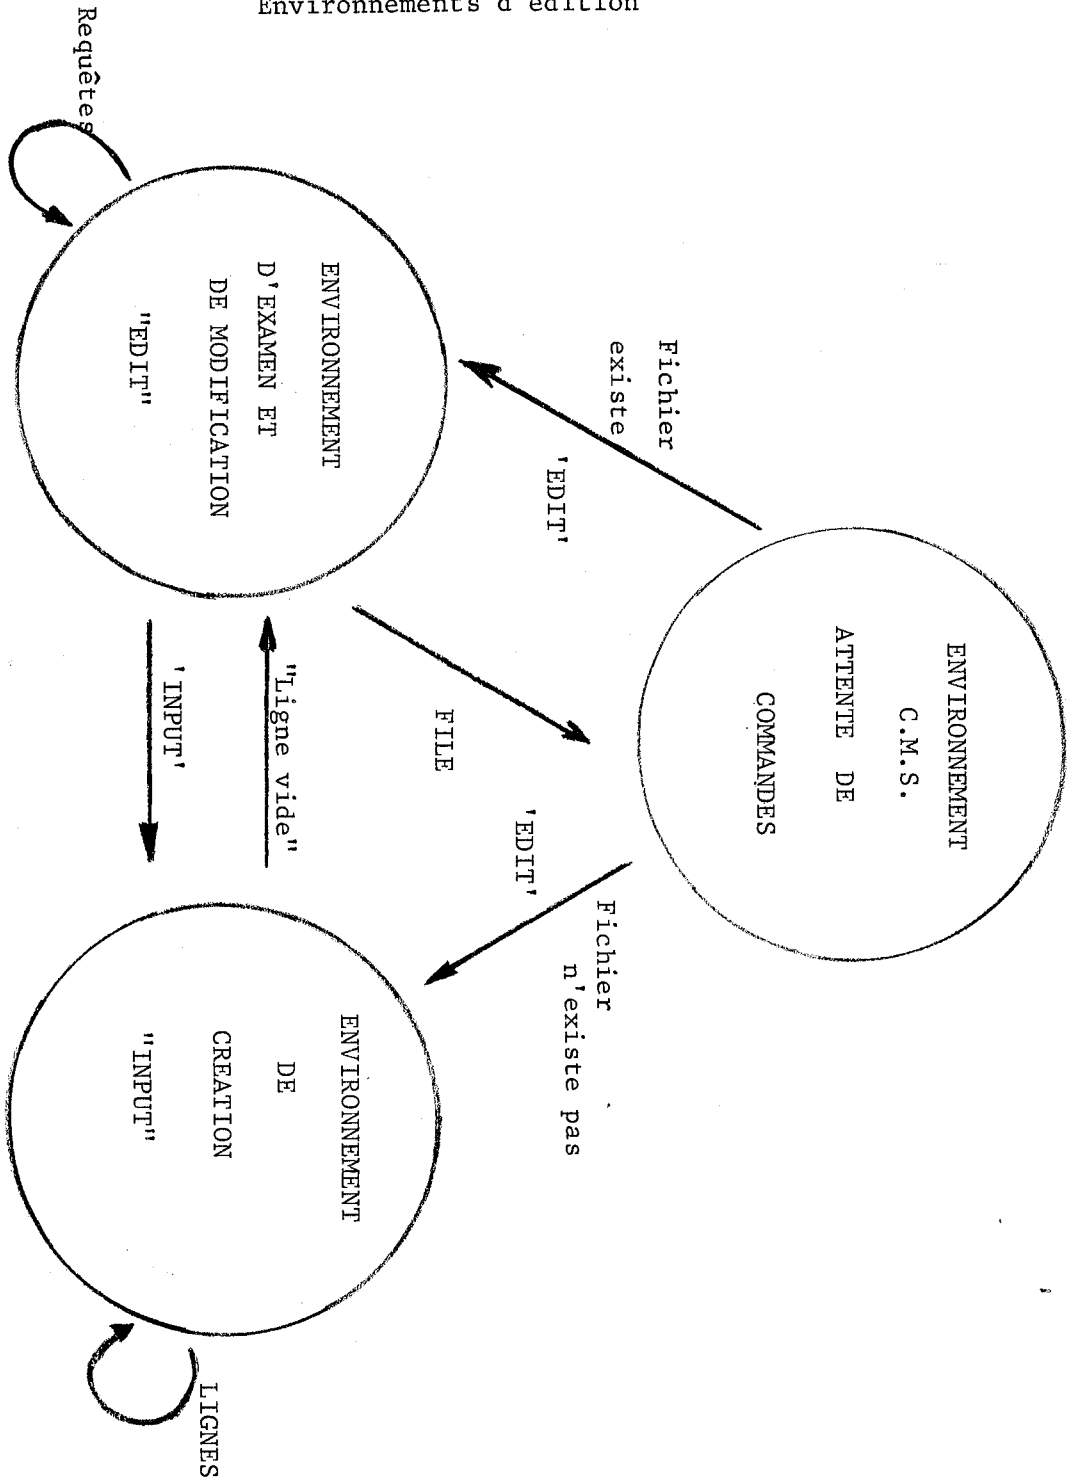 Environnements d'édition
ENVIRONNEMENT
C.M.S.
ATTENTE DE
COMMANDES
Fichier
existe
'EDIT'
FILE
'EDIT'
Fichier
n'existe pas
Requêtes
ENVIRONNEMENT
D'EXAMEN ET
DE MODIFICATION
"EDIT"
"Ligne vide"
'INPUT'
ENVIRONNEMENT
DE
CREATION
"INPUT"
LIGNES